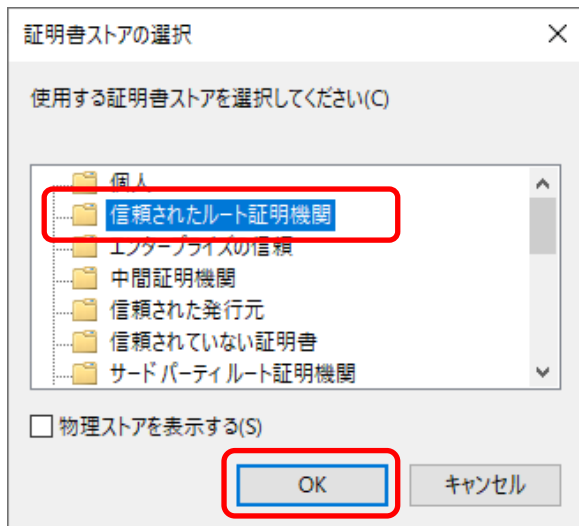 証明書ストアの選択
使用する証明書ストアを選択してください(C)
個人
信頼されたルート証明機関
エンタープライズの信頼
中間証明機関
信頼された発行元
信頼されていない証明書
サード パーティ ルート証明機関
物理ストアを表示する(S)
OK キャンセル